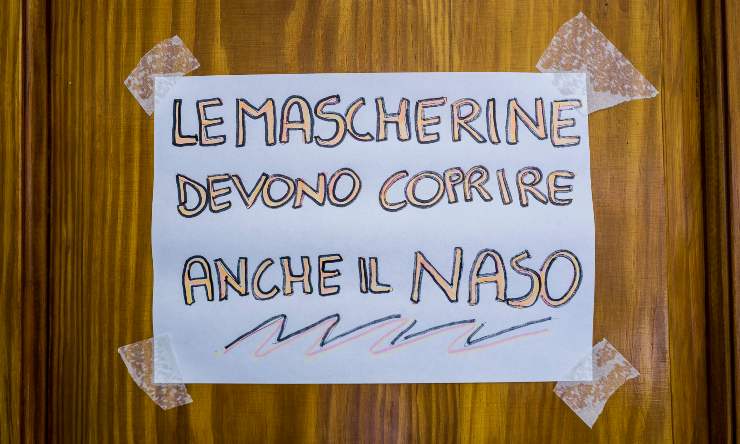 LE MASCHERINE
DEVONO COPRIRE
ANCHE IL NASO